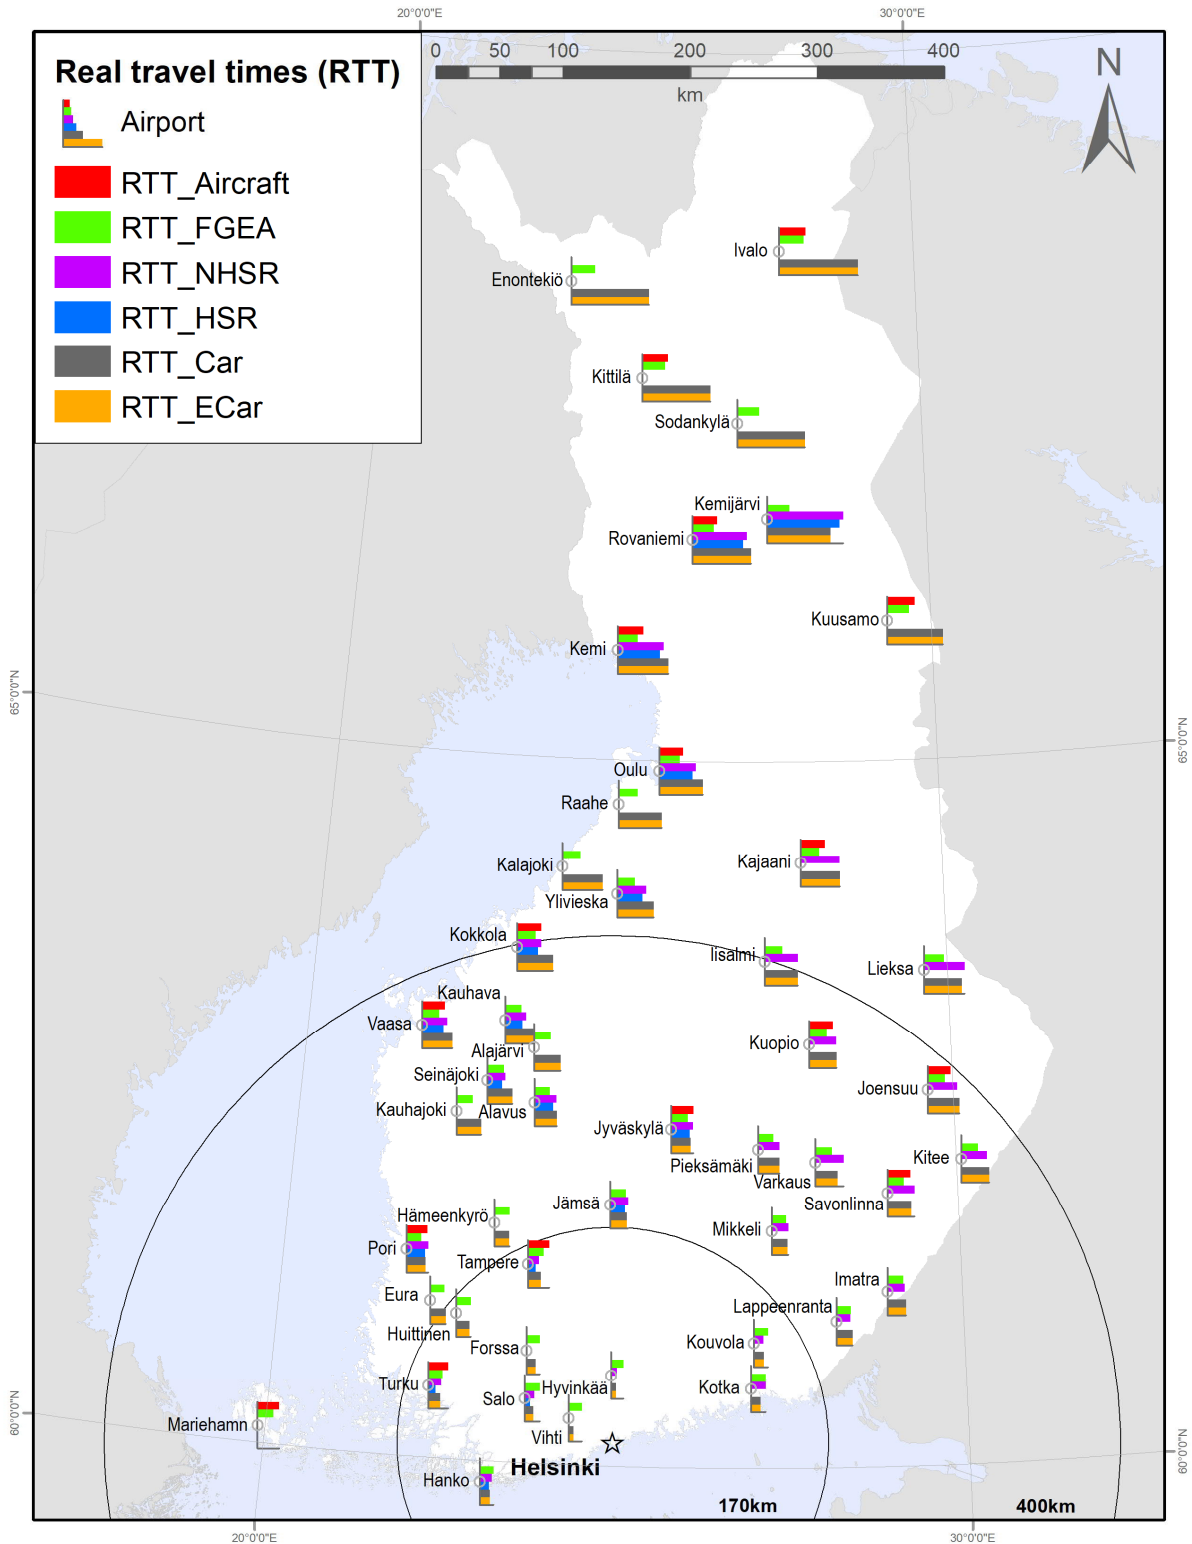 20°0'0"E
30°0'0"E
Real travel times (RTT)
Airport
RTT_Aircraft
RTT_FGEA
RTT_NHSR
RTT_HSR
RTT_Car
RTT_ECar
0 50 100 200 300 400
km
N
Ivalo
Enontekiö
Kittilä
Sodankylä
Kemijärvi
Rovaniemi
Kuusamo
Kemi
65°0'0"N
65°0'0"N
Oulu
Raahe
Kajaani
Kalajoki
Ylivieska
Kokkola
Iisalmi
Lieksa
Kauhava
Vaasa
Kuopio
Alajärvi
Seinäjoki
Joensuu
Kauhajoki
Alavus
Jyväskylä
Kitee
Pieksämäki
Varkaus
Savonlinna
Jämsä
Hämeenkyrö
Mikkeli
Pori
Tampere
Imatra
Eura
Lappeenranta
Huittinen
Kouvola
Forssa
Turku
Hyvinkää
Kotka
Salo
60°0'0"N
Mariehamn
Vihti
60°0'0"N
Helsinki
Hanko
170km
400km
20°0'0"E
30°0'0"E